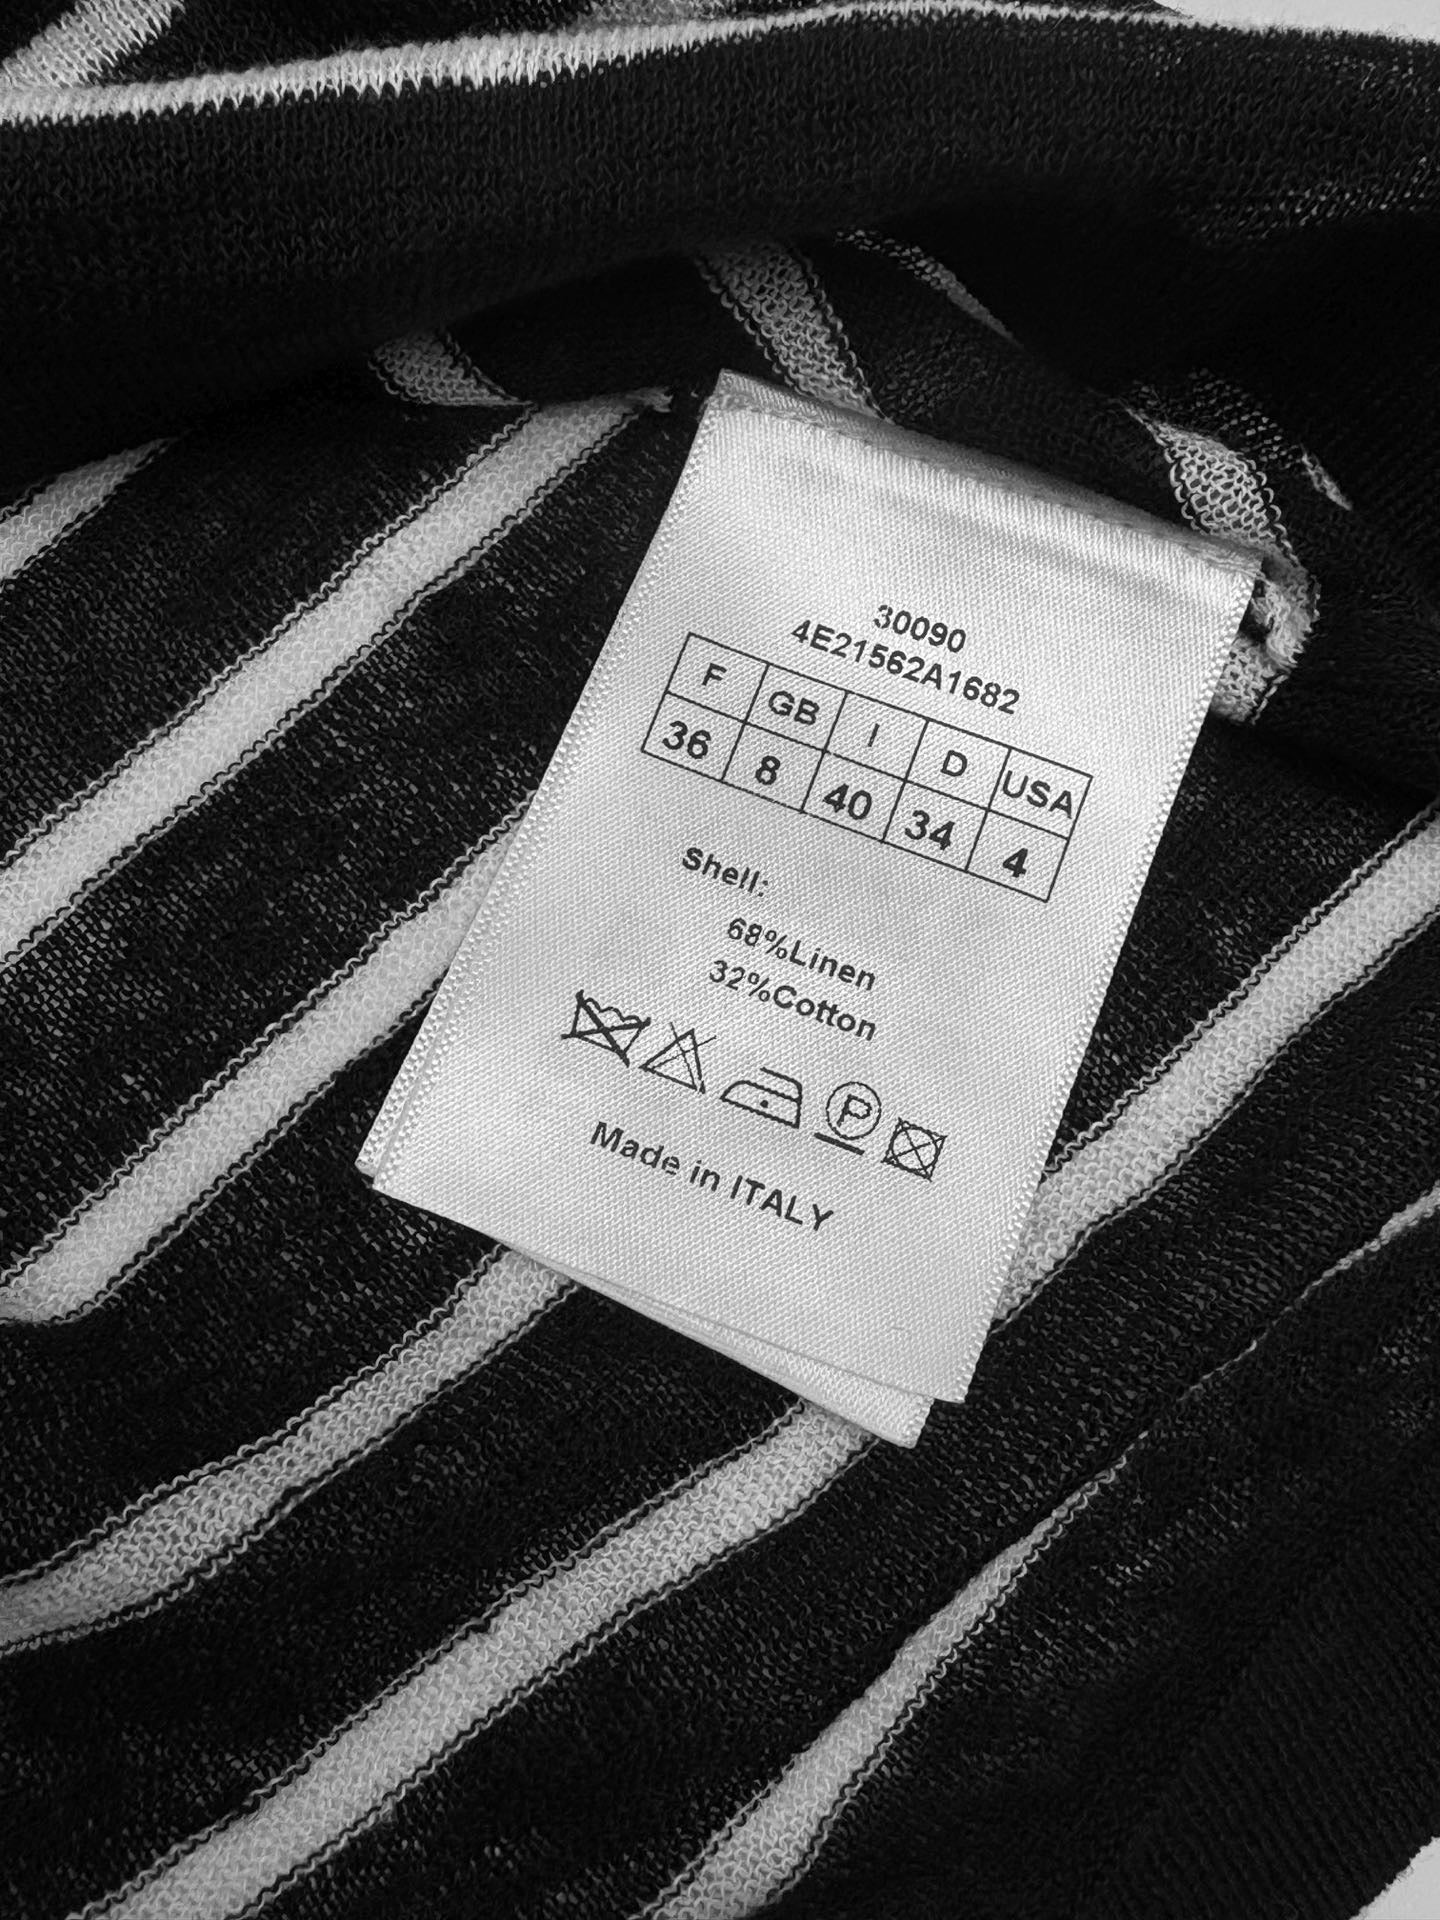 30090
4E21562A1682
F GB I D USA
36 8 40 34 4
Shell:
68%Linen
32%Cotton
P
Made in ITALY